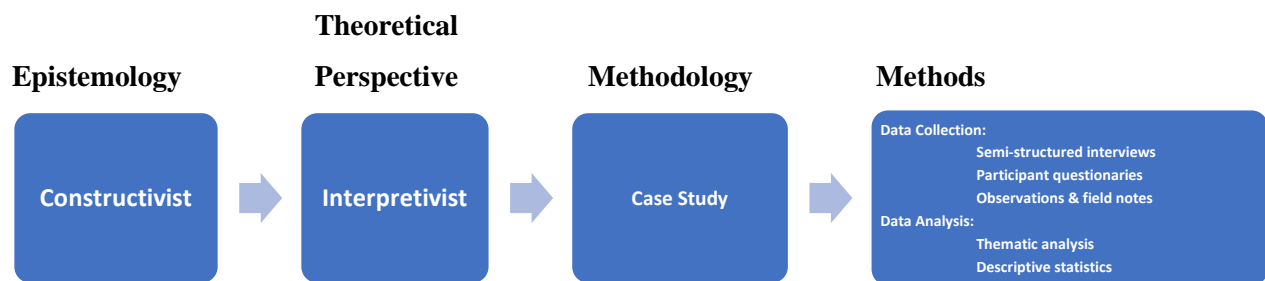 Theoretical
Epistemology Perspective Methodology Methods
Constructivist
Interpretivist
Case Study
Data Collection:
Semi-structured interviews
Participant questionaries
Observations & field notes
Data Analysis:
Thematic analysis
Descriptive statistics